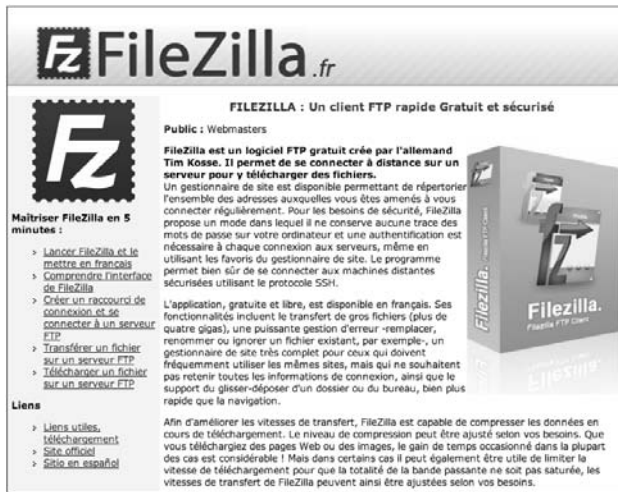 FileZilla.fr
FILEZILLA : Un client FTP rapide Gratuit et sécurisé
Public : Webmasters
FileZilla est un logiciel FTP gratuit crée par l'allemand
Tim Kosse. Il permet de se connecter à distance sur un
serveur pour y télécharger des fichiers.
Un gestionnaire de site est disponible permettant de répertorier
l'ensemble des adresses auxquelles vous êtes amenés à vous
connecter régulièrement. Pour les besoins de sécurité, FileZilla
propose un mode dans lequel il ne conserve aucune trace des
mots de passe sur votre ordinateur et une authentification est
nécessaire à chaque connexion aux serveurs, même en
utilisant les favoris du gestionnaire de site. Le programme
permet bien sûr de se connecter aux machines distantes
sécurisées utilisant le protocole SSH.
L'application, gratuite et libre, est disponible en français. Ses
fonctionnalités incluent le transfert de gros fichiers (plus de
quatre gigas), une puissante gestion d'erreur -remplacer,
renommer ou ignorer un fichier existant, par exemple-, un
gestionnaire de site très complet pour ceux qui doivent
fréquemment utiliser les mêmes sites, mais qui ne souhaitent
pas retenir toutes les informations de connexion, ainsi que le
support du glisser-déposer d'un dossier ou du bureau, bien plus
rapide que la navigation.
Afin d'améliorer les vitesses de transfert, FileZilla est capable de compresser les données en
cours de téléchargement. Le niveau de compression peut être ajusté selon vos besoins. Que
vous téléchargiez des pages Web ou des images, le gain de temps occasionné dans la plupart
des cas est considérable ! Mais dans certains cas il peut également être utile de limiter la
vitesse de téléchargement pour que la totalité de la bande passante ne soit pas saturée, les
vitesses de transfert de FileZilla peuvent ainsi être ajustées selon vos besoins.
Fz
Maîtriser FileZilla en 5
minutes :
Lancer FileZilla et le
mettre en français
Comprendre l'interface
de FileZilla
Créer un raccourci de
connexion et se
connecter à un serveur
FTP
Transférer un fichier
sur un serveur FTP
Télécharger un fichier
sur un serveur FTP
Liens
Liens utiles,
téléchargement
Site officiel
Sitio en español
Filezilla.
Filezilla FTP Client
Filezilla.